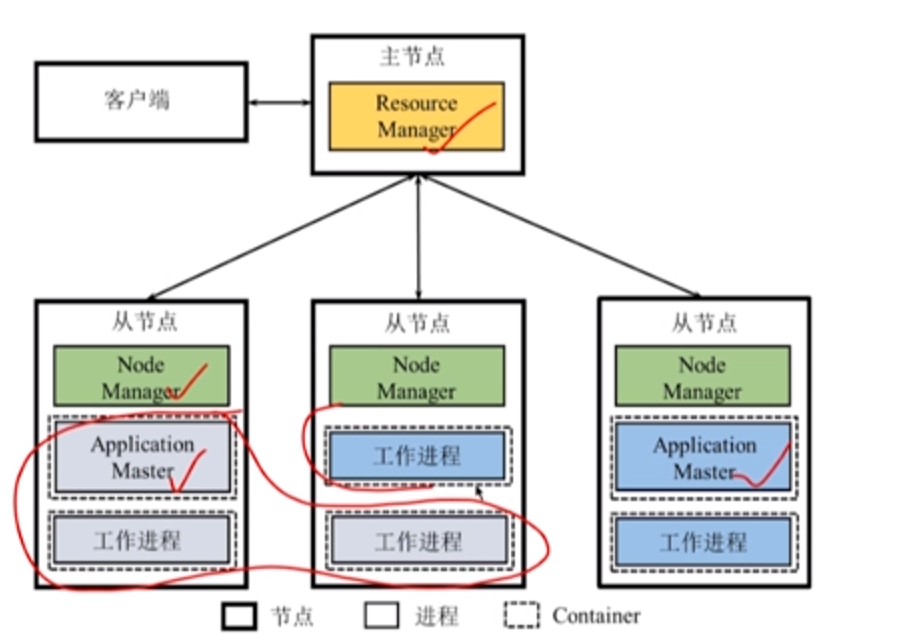 主节点
客户端
Resource
Manager
从节点
Node
Manager
Application
Master
工作进程
从节点
Node
Manager
工作进程
工作进程
从节点
Node
Manager
Application
Master
工作进程
节点
进程
Container